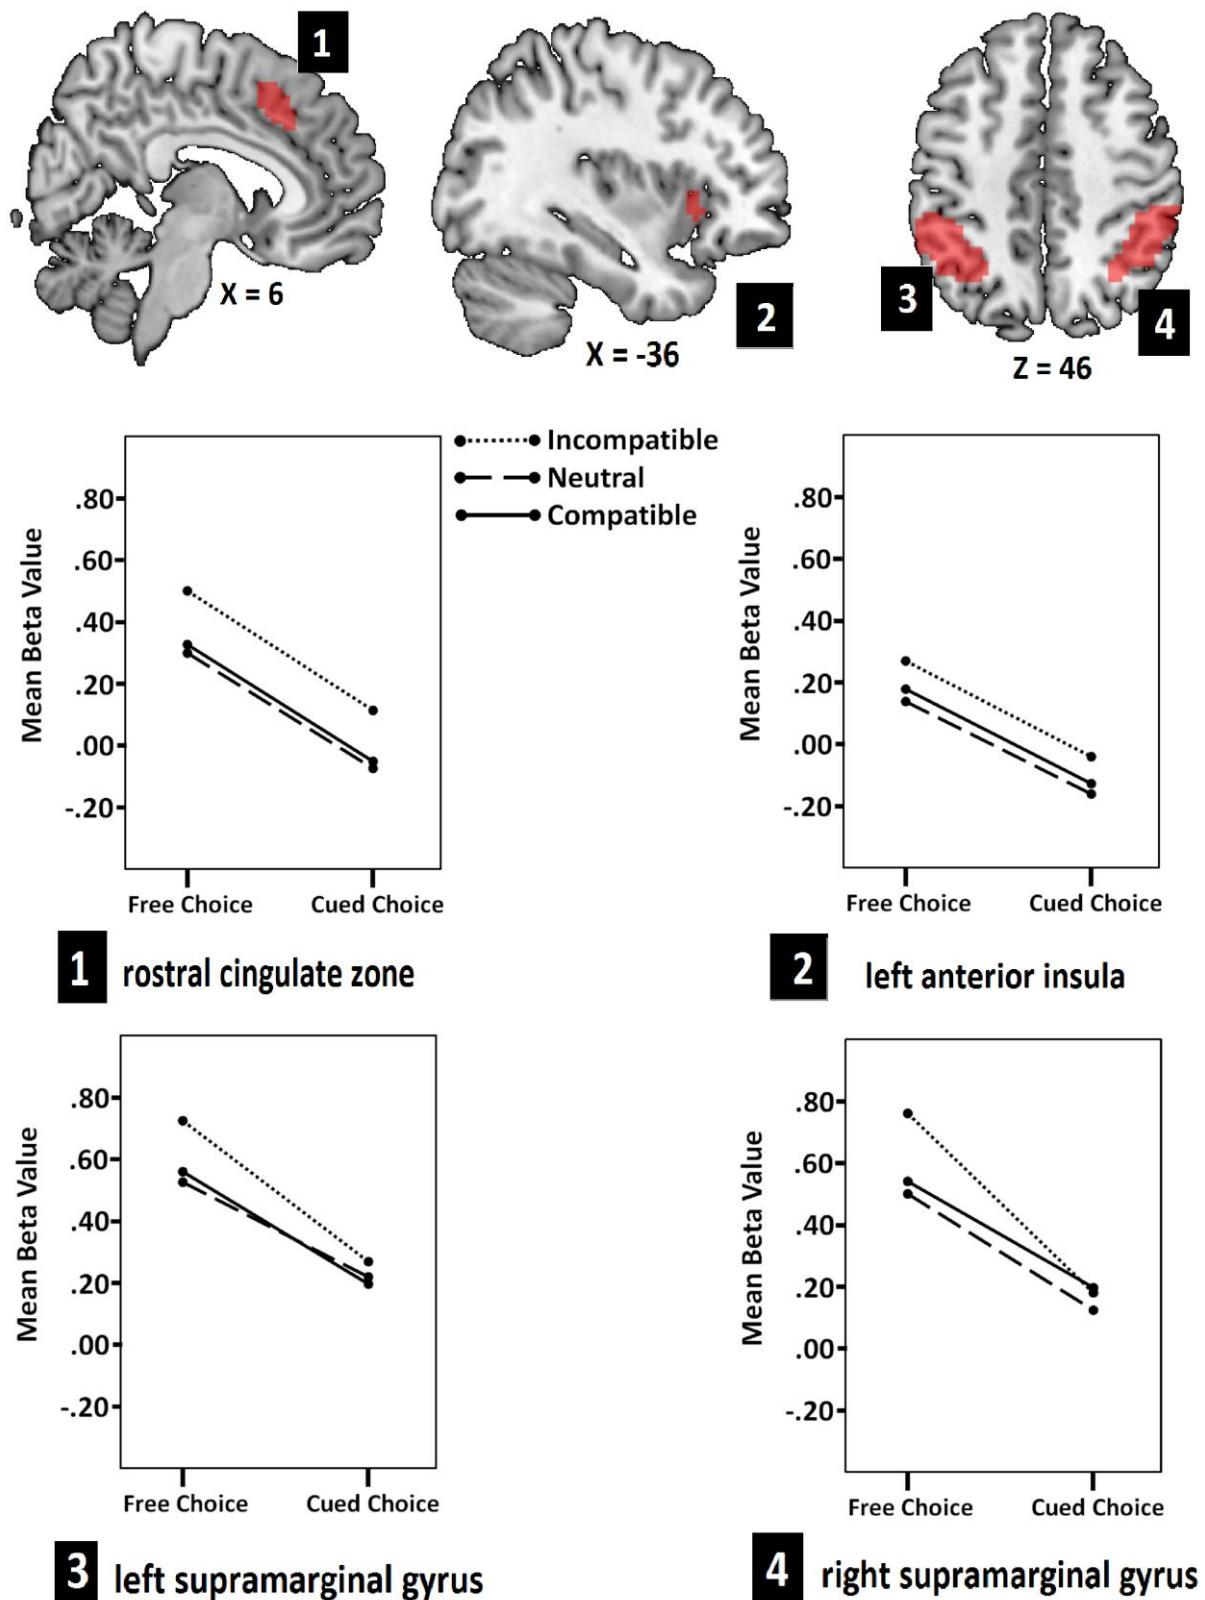 1
X = 6
2
X = -36
3
4
Z = 46
Incompatible
Neutral
Compatible
Mean Beta Value
.80
.60
.40
.20
.00
-.20
Free Choice Cued Choice
1 rostral cingulate zone
Mean Beta Value
.80
.60
.40
.20
.00
-.20
Free Choice Cued Choice
2 left anterior insula
Mean Beta Value
.80
.60
.40
.20
.00
-.20
Free Choice Cued Choice
3 left supramarginal gyrus
Mean Beta Value
.80
.60
.40
.20
.00
-.20
Free Choice Cued Choice
4 right supramarginal gyrus